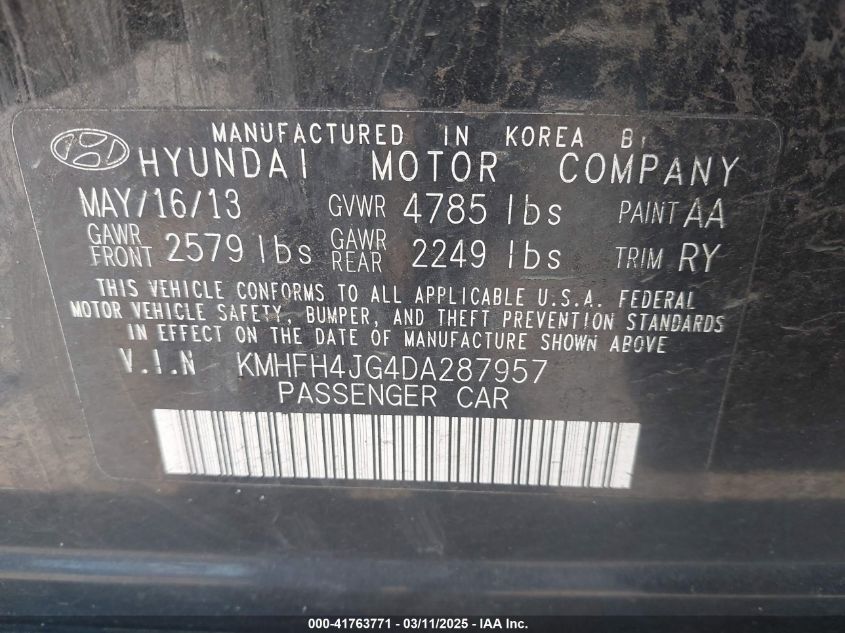 MANUFACTURED IN KOREA BY
HYUNDAI MOTOR COMPANY
MAY/16/13 GVWR 4785 lbs PAINT AA
GAWR FRONT 2579 lbs GAWR REAR 2249 lbs TRIM RY
THIS VEHICLE CONFORMS TO ALL APPLICABLE U.S.A. FEDERAL
MOTOR VEHICLE SAFETY, BUMPER, AND THEFT PREVENTION STANDARDS
IN EFFECT ON THE DATE OF MANUFACTURE SHOWN ABOVE
V.I.N KMHFH4JG4DA287957
PASSENGER CAR
000-41763771 - 03/11/2025 - IAA Inc.